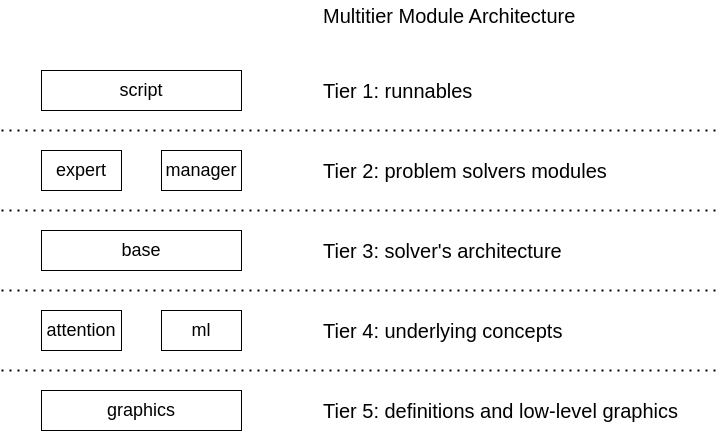 Multitier Module Architecture
script
Tier 1: runnables
expert
manager
Tier 2: problem solvers modules
base
Tier 3: solver's architecture
attention
ml
Tier 4: underlying concepts
graphics
Tier 5: definitions and low-level graphics